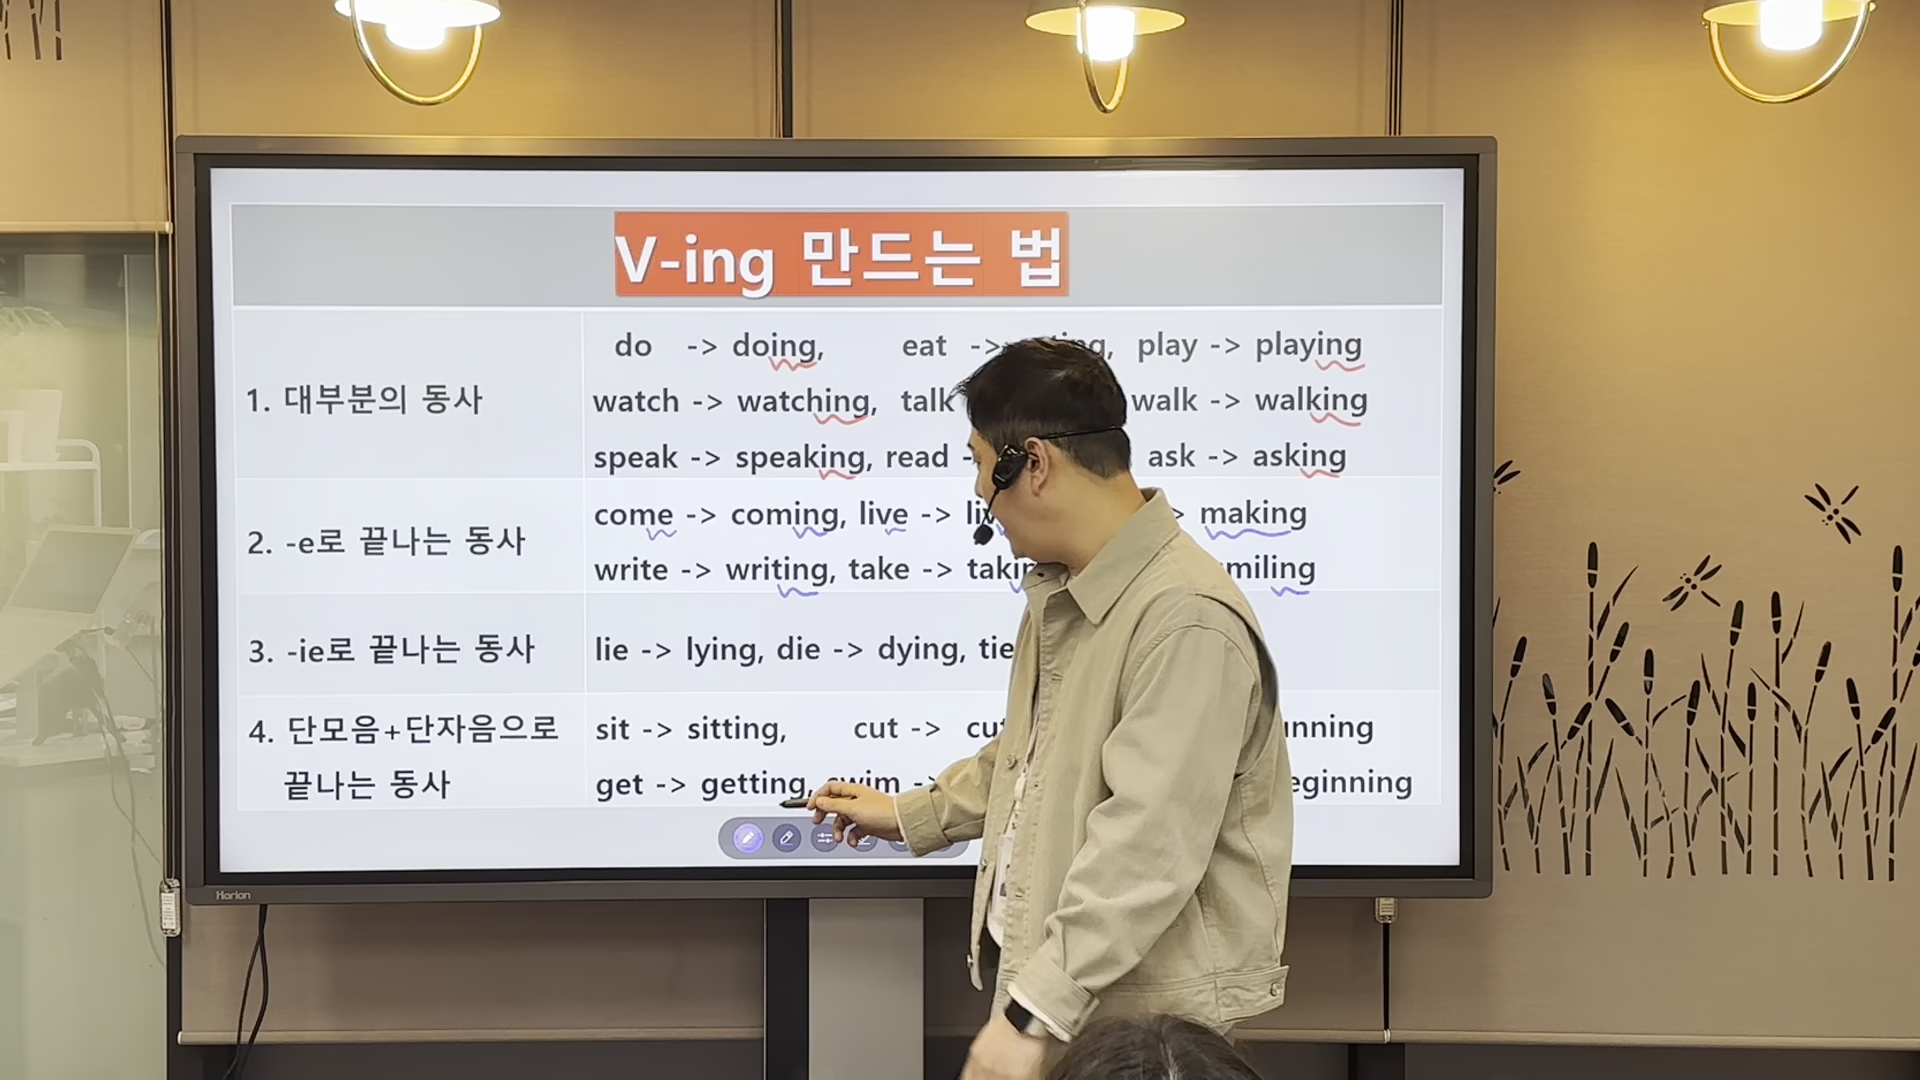 V-ing 만드는 법
1. 대부분의 동사
do -> doing, eat -> play -> playing
watch -> watching, talk walk -> walking
speak -> speaking, read ask -> asking
2. -e로 끝나는 동사
come -> coming, live -> making
write -> writing, take ->
3. -ie로 끝나는 동사
lie -> lying, die -> dying, tie
4. 단모음+단자음으로
끝나는 동사
sit -> sitting, cut ->
get -> getting, swim
Horion